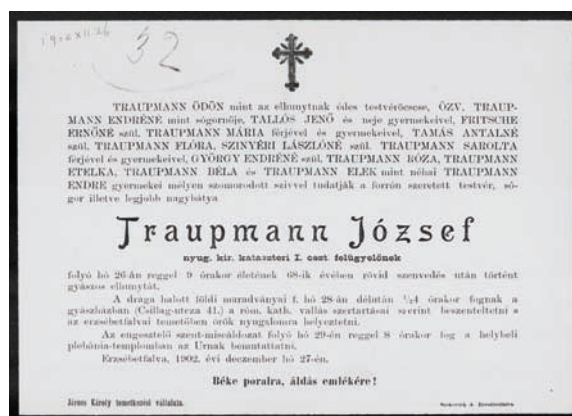 1902 XII 26
32
TRAUPMANN ÖDÖN mint az elhunytnak édes testvéröcscse, ÖZV. TRAUP-
MANN ENDRÉNÉ mint sógornője, TALLÓS JENŐ és neje gyermekeivel, FRITSCHE
ERNŐNÉ szül. TRAUPMANN MÁRIA férjével és gyermekeivel, TAMÁS ANTALNÉ
szül. TRAUPMANN FLÓRA, SZINYÉRI LÁSZLÓNÉ szül. TRAUPMANN SAROLTA
férjével és gyermekeivel, GYÖRGY ENDRÉNÉ szül. TRAUPMANN RÓZA, TRAUPMANN
ETELKA, TRAUPMANN BÉLA és TRAUPMANN ELEK mint néhai TRAUPMANN
ENDRE gyermekei mélyen szomorodott szivvel tudatják a forrón szeretett testvér, só-
gor illetve legjobb nagybátya
Traupmann József
nyug. kir. kataszteri I. oszt. felügyelőnek
folyó hó 26-án reggel 9 órakor életének 68-ik évében rövid szenvedés után történt
gyászos elhunytát.
A drága halott földi maradványai f. hó 28-án délután ½4 órakor fognak a
gyászházban (Csillag-utcza 41.) a róm. kath. vallás szertartásai szerint beszenteltetni s
az erzsébetfalvai temetőben örök nyugalomra helyeztetni.
Az engesztelő szent-miseáldozat folyó hó 29-én reggel 8 órakor fog a helybeli
plébánia-templomban az Urnak bemutattatni.
Erzsébetfalva, 1902. évi deczember hó 27-én.
Béke poraira, áldás emlékére!
Károly temetkezési vállalata.